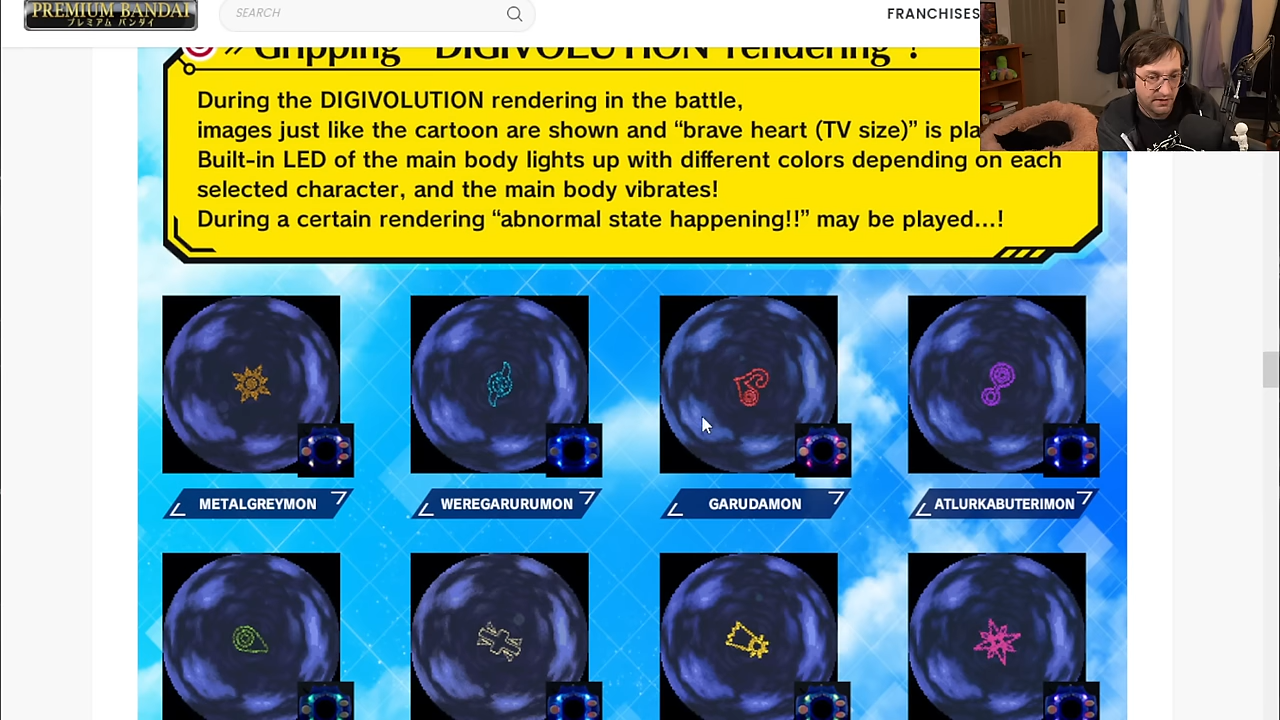 PREMIUM BANDAI
プレミアム バンダイ
SEARCH
FRANCHISES
» Gripping "DIGIVOLUTION rendering"!
During the DIGIVOLUTION rendering in the battle,
images just like the cartoon are shown and “brave heart (TV size)” is
Built-in LED of the main body lights up with different colors depending on each
selected character, and the main body vibrates!
During a certain rendering “abnormal state happening!!” may be played...!
METALGREYMON
WEREGARURUMON
GARUDAMON
ATLURKABUTERIMON